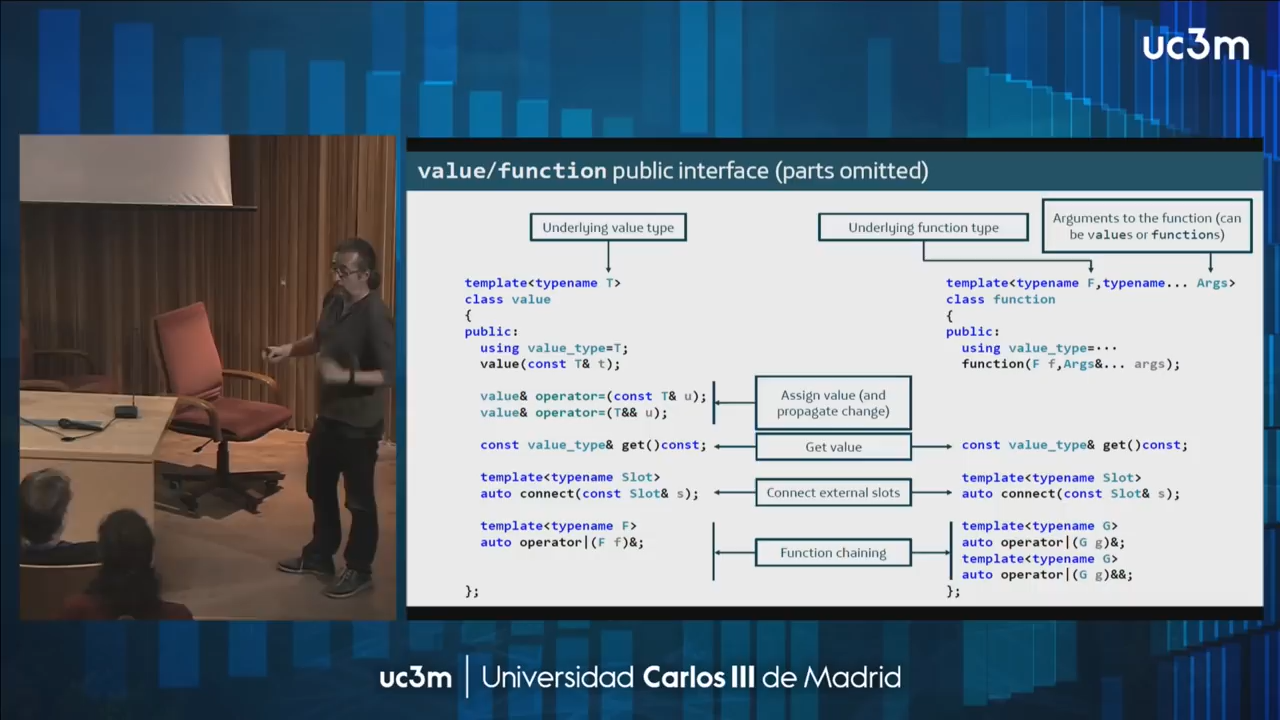 uc3m
value/function public interface (parts omitted)
Underlying value type
Underlying function type
Arguments to the function (can
be values or functions)
template<typename T>
class value
{
public:
using value_type=T;
value(const T& t);
value& operator=(const T& u);
value& operator=(T&& u);
const value_type& get()const;
template<typename Slot>
auto connect(const Slot& s);
template<typename F>
auto operator|(F f)&;
};
Assign value (and
propagate change)
Get value
Connect external slots
Function chaining
template<typename F,typename... Args>
class function
{
public:
using value_type=···
function(F f,Args&... args);
const value_type& get()const;
template<typename Slot>
auto connect(const Slot& s);
template<typename G>
auto operator|(G g)&;
template<typename G>
auto operator|(G g)&&;
};
uc3m | Universidad Carlos III de Madrid